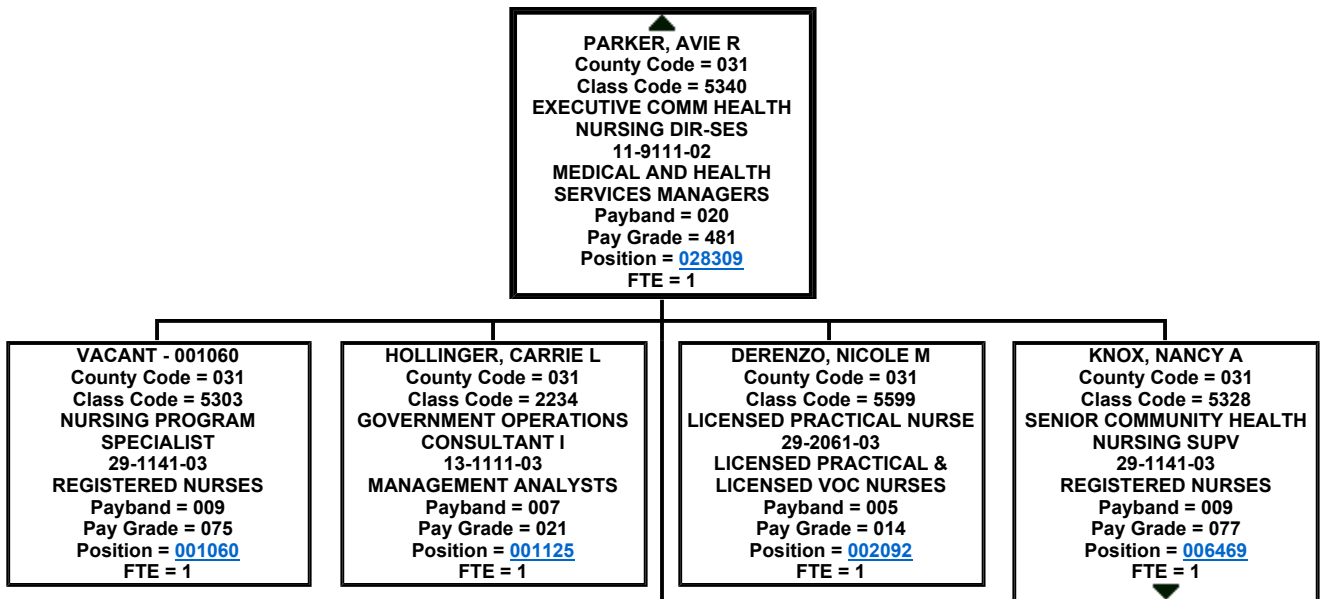 PARKER, AVIE R
County Code = 031
Class Code = 5340
EXECUTIVE COMM HEALTH
NURSING DIR-SES
11-9111-02
MEDICAL AND HEALTH
SERVICES MANAGERS
Payband = 020
Pay Grade = 481
Position = 028309
FTE = 1
VACANT - 001060
County Code = 031
Class Code = 5303
NURSING PROGRAM
SPECIALIST
29-1141-03
REGISTERED NURSES
Payband = 009
Pay Grade = 075
Position = 001060
FTE = 1
HOLLINGER, CARRIE L
County Code = 031
Class Code = 2234
GOVERNMENT OPERATIONS
CONSULTANT I
13-1111-03
MANAGEMENT ANALYSTS
Payband = 007
Pay Grade = 021
Position = 001125
FTE = 1
DERENZO, NICOLE M
County Code = 031
Class Code = 5599
LICENSED PRACTICAL NURSE
29-2061-03
LICENSED PRACTICAL &
LICENSED VOC NURSES
Payband = 005
Pay Grade = 014
Position = 002092
FTE = 1
KNOX, NANCY A
County Code = 031
Class Code = 5328
SENIOR COMMUNITY HEALTH
NURSING SUPV
29-1141-03
REGISTERED NURSES
Payband = 009
Pay Grade = 077
Position = 006469
FTE = 1